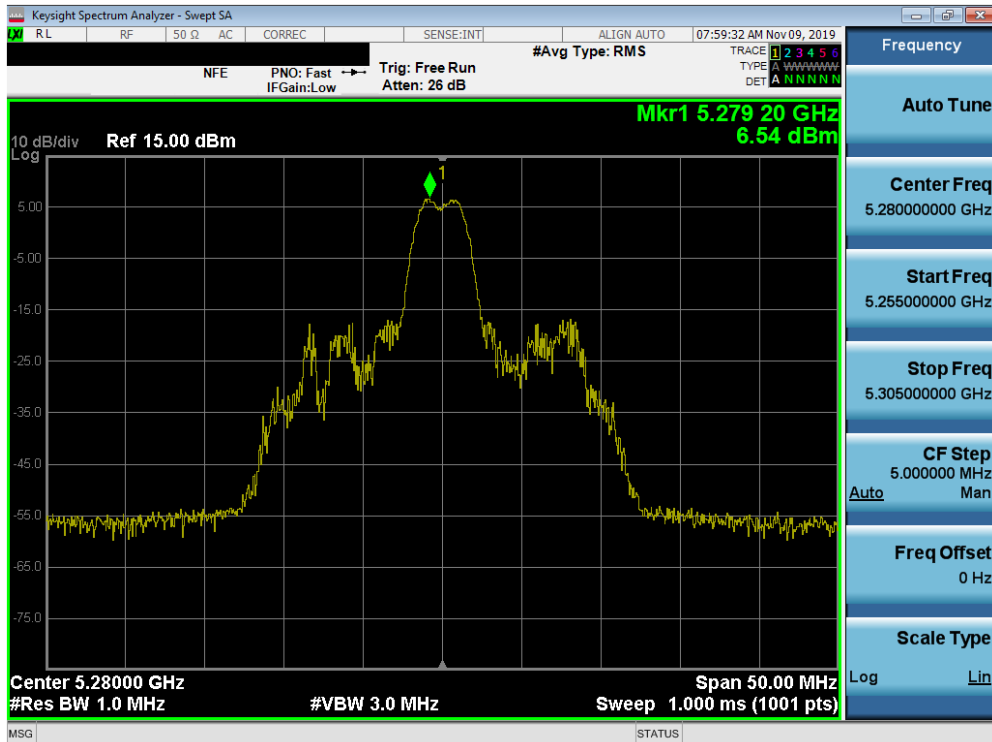 Keysight Spectrum Analyzer - Swept SA
LXI RL RF 50 Ω AC CORREC SENSE:INT ALIGN AUTO 07:59:32 AM Nov 09, 2019
#Avg Type: RMS TRACE 1 2 3 4 5 6
NFE PNO: Fast Trig: Free Run TYPE A WWWWW
IFGain:Low Atten: 26 dB DET A N N N N N
Mkr1 5.279 20 GHz
6.54 dBm
10 dB/div Ref 15.00 dBm
Log
1
5.00
-5.00
-15.0
-25.0
-35.0
-45.0
-55.0
-65.0
-75.0
Center 5.28000 GHz Span 50.00 MHz
#Res BW 1.0 MHz #VBW 3.0 MHz Sweep 1.000 ms (1001 pts)
MSG STATUS
Frequency
Auto Tune
Center Freq
5.280000000 GHz
Start Freq
5.255000000 GHz
Stop Freq
5.305000000 GHz
CF Step
5.000000 MHz
Auto Man
Freq Offset
0 Hz
Scale Type
Log Lin